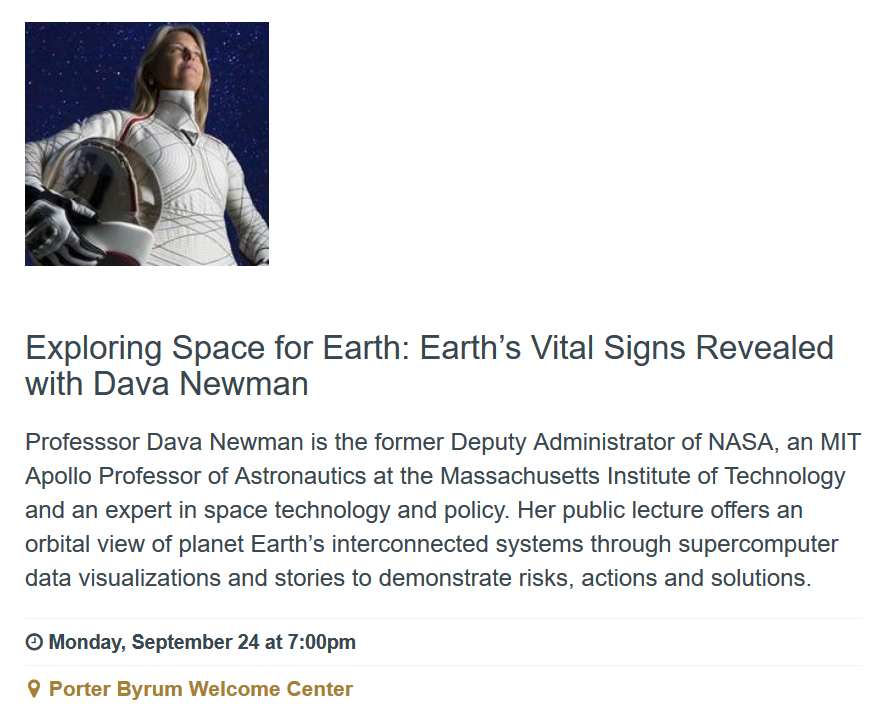 Exploring Space for Earth: Earth’s Vital Signs Revealed
with Dava Newman
Professsor Dava Newman is the former Deputy Administrator of NASA, an MIT
Apollo Professor of Astronautics at the Massachusetts Institute of Technology
and an expert in space technology and policy. Her public lecture offers an
orbital view of planet Earth’s interconnected systems through supercomputer
data visualizations and stories to demonstrate risks, actions and solutions.
Monday, September 24 at 7:00pm
Porter Byrum Welcome Center